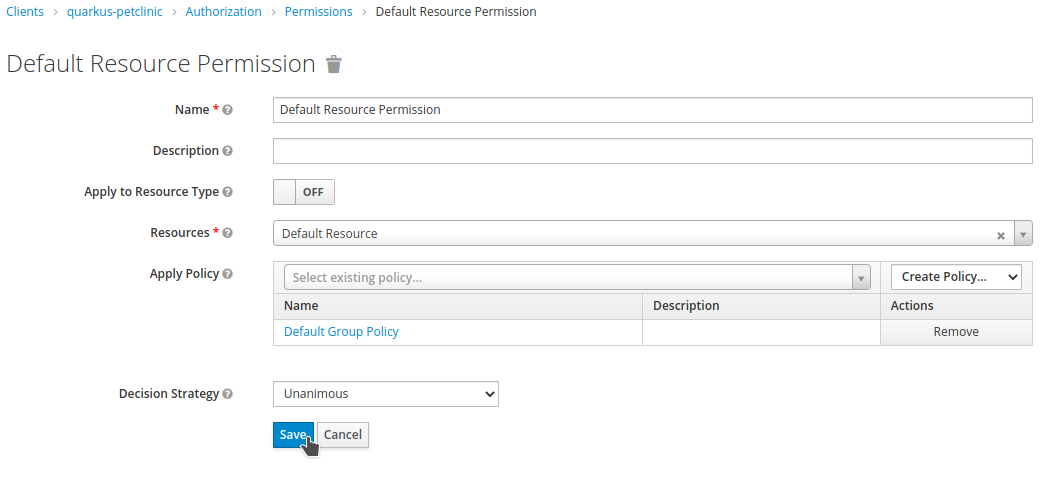 Clients > quarkus-petclinic > Authorization > Permissions > Default Resource Permission
Default Resource Permission
Name * Default Resource Permission
Description
Apply to Resource Type OFF
Resources * Default Resource
Apply Policy Select existing policy... Create Policy...
Name Description Actions
Default Group Policy Remove
Decision Strategy Unanimous
Save Cancel